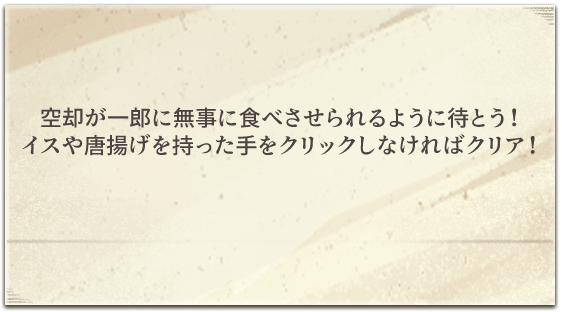 空却が一郎に無事に食べさせられるように待とう！
イスや唐揚げを持った手をクリックしなければクリア！